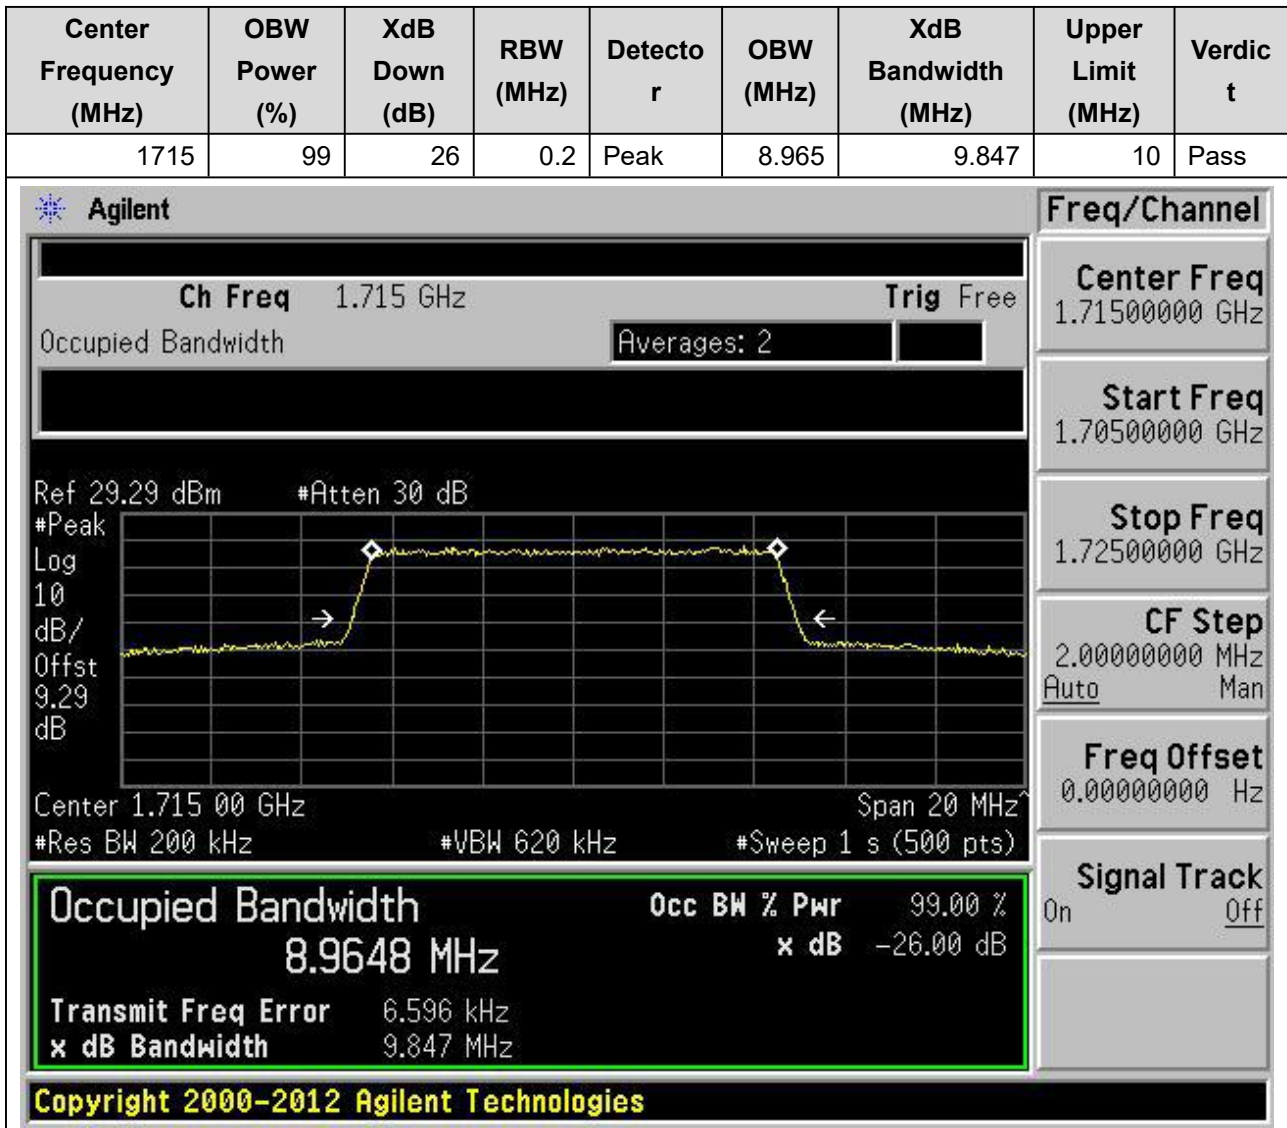 Center Frequency (MHz) OBW Power (%) XdB Down (dB) RBW (MHz) Detector OBW (MHz) XdB Bandwidth (MHz) Upper Limit (MHz) Verdict
1715 99 26 0.2 Peak 8.965 9.847 10 Pass
Agilent
Freq/Channel
Ch Freq 1.715 GHz Trig Free
Occupied Bandwidth Averages: 2
Ref 29.29 dBm #Atten 30 dB
#Peak
Log
10
dB/
Offst
9.29
dB
Center 1.715 00 GHz Span 20 MHz^
#Res BW 200 kHz #VBW 620 kHz #Sweep 1 s (500 pts)
Occupied Bandwidth Occ BW % Pwr 99.00 %
8.9648 MHz x dB -26.00 dB
Transmit Freq Error 6.596 kHz
x dB Bandwidth 9.847 MHz
Center Freq
1.71500000 GHz
Start Freq
1.70500000 GHz
Stop Freq
1.72500000 GHz
CF Step
2.00000000 MHz
Auto Man
Freq Offset
0.00000000 Hz
Signal Track
On Off
Copyright 2000-2012 Agilent Technologies